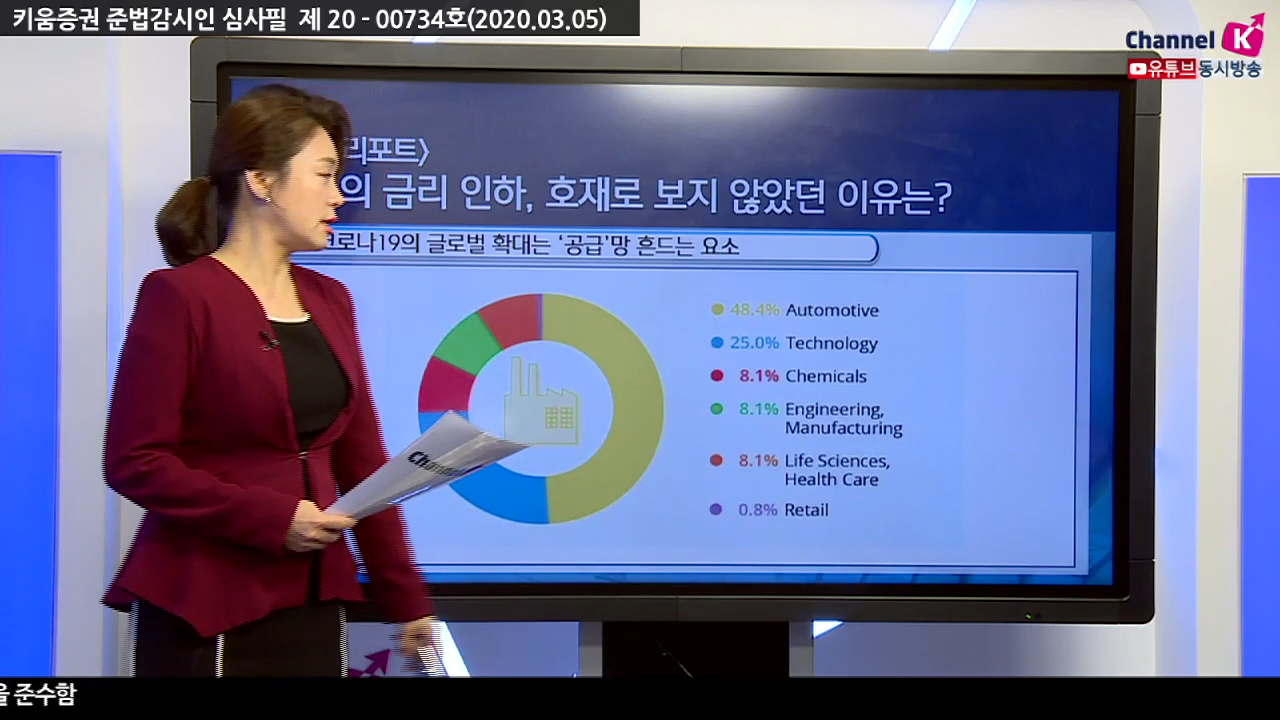 키움증권 준법감시인 심사필 제 20 - 00734호(2020.03.05)
Channel K
유튜브 동시방송
리포트〉
의 금리 인하, 호재로 보지 않았던 이유는?
코로나19의 글로벌 확대는 '공급'망 흔드는 요소
48.4% Automotive
25.0% Technology
8.1% Chemicals
8.1% Engineering,
Manufacturing
8.1% Life Sciences,
Health Care
0.8% Retail
Channel
을 준수함